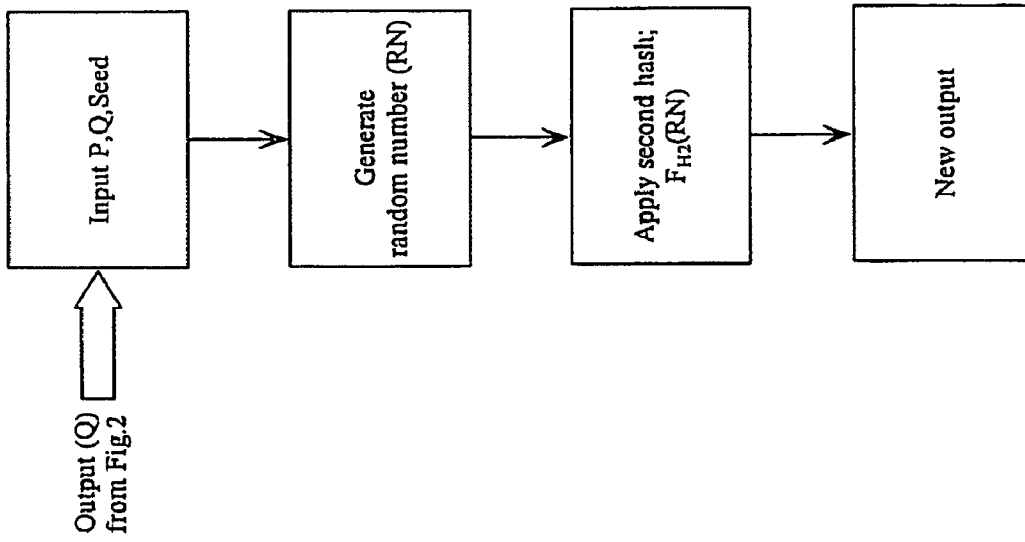 Output (Q)
from Fig.2
Input P,Q,Seed
Generate
random number (RN)
Apply second hash;
F_H2(RN)
New output